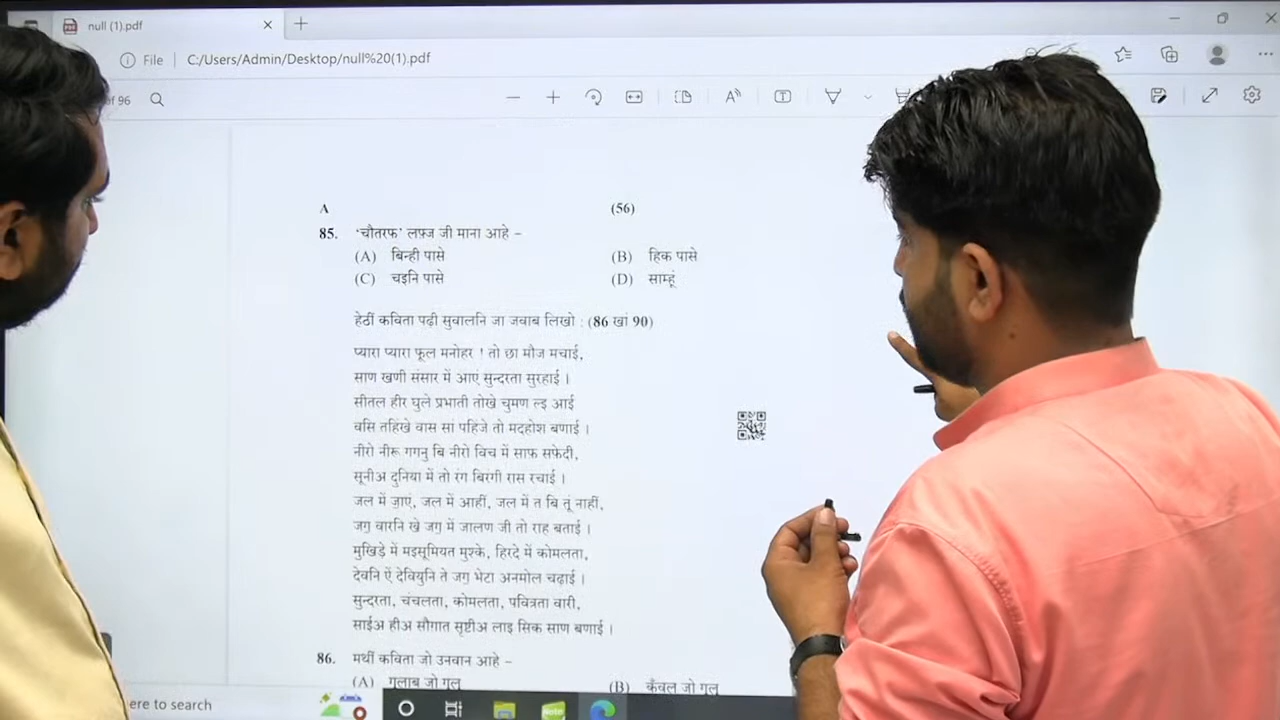 null (1).pdf
File C:/Users/Admin/Desktop/null%20(1).pdf
of 96
A (56)
85. ‘चौतरफ’ लफ़्ज जी माना आहे –
(A) बिन्ही पासे (B) हिक पासे
(C) चइनि पासे (D) साम्हूं
हेठीं कविता पढ़ी सुवालनि जा जवाब लिखो : (86 खां 90)
प्यारा प्यारा फूल मनोहर ! तो छा मौज मचाई,
साण खणी संसार में आएं सुन्दरता सुरहाई ।
सीतल हीर घुले प्रभाती तोखे चुमण लइ आई
वसि तहिंखे वास सां पहिंजे तो मदहोश बणाई ।
नीरो नीरू गगनु बि नीरो विच में साफ सफेदी,
सूनीअ दुनिया में तो रंग बिरंगी रास रचाई ।
जल में ज॒ाएं, जल में आहीं, जल में त बि तूं नाहीं,
जग॒ वारनि खे जग॒ में जालण जी तो राह बताई ।
मुखिड़े में मइसूमियत मुश्के, हिरदे में कोमलता,
देवनि ऐं देवियुनि ते जग॒ भेटा अनमोल चढ़ाई ।
सुन्दरता, चंचलता, कोमलता, पवित्रता वारी,
साईंअ हीअ सौग़ात सृष्टीअ लाइ सिक साण बणाई ।
86. मथीं कविता जो उनवान आहे –
(A) गुलाब जो गुलु (B) कँवल जो गुलु
ere to search
Note